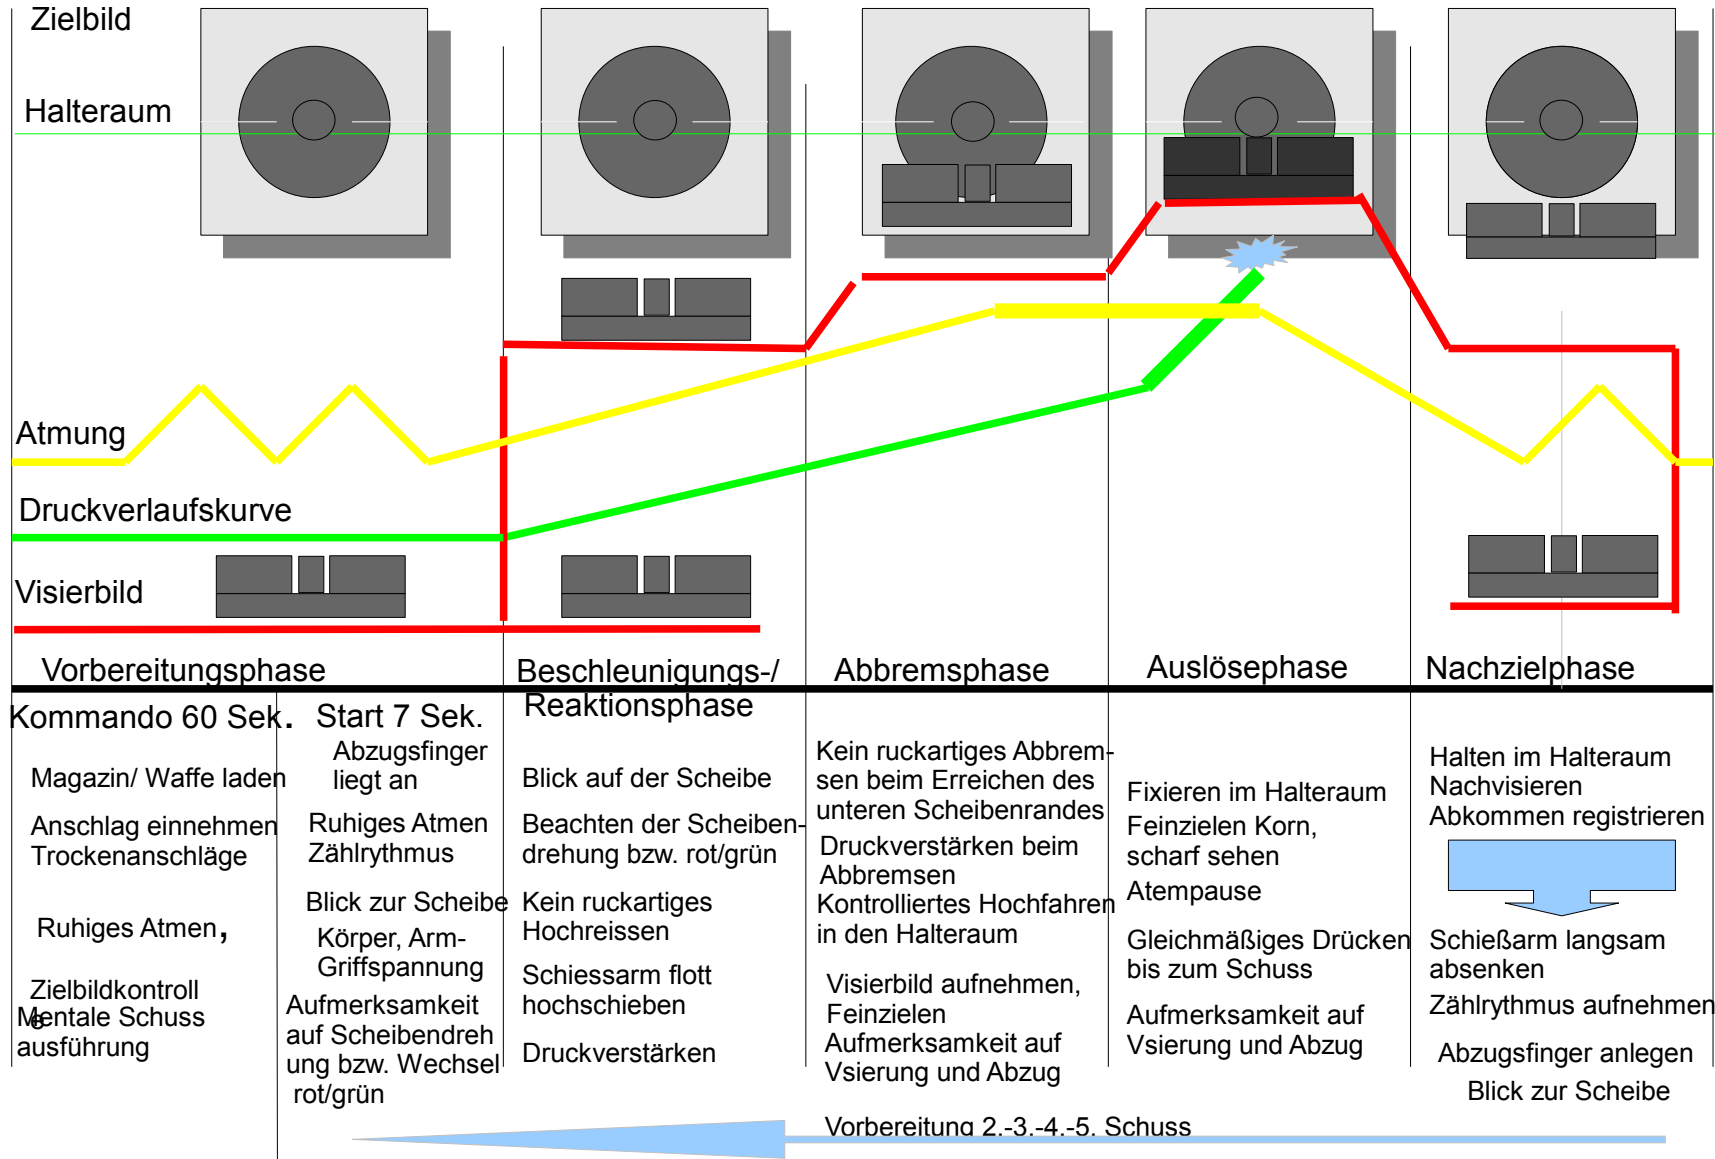 Zielbild
Halteraum
Atmung
Druckverlaufskurve
Visierbild
Vorbereitungsphase
Beschleunigungs-/
Reaktionsphase
Abbremsphase
Auslösephase
Nachzielphase
Kommando 60 Sek.
Magazin/ Waffe laden
Anschlag einnehmen
Trockenanschläge
Ruhiges Atmen,
Zielbildkontroll
e
Mentale Schuss
ausführung
Start 7 Sek.
Abzugsfinger
liegt an
Ruhiges Atmen
Zählrythmus
Blick zur Scheibe
Körper, Arm-
Griffspannung
Aufmerksamkeit
auf Scheibendreh
ung bzw. Wechsel
rot/grün
Blick auf der Scheibe
Beachten der Scheiben-
drehung bzw. rot/grün
Kein ruckartiges
Hochreissen
Schiessarm flott
hochschieben
Druckverstärken
Kein ruckartiges Abbrem-
sen beim Erreichen des
unteren Scheibenrandes
Druckverstärken beim
Abbremsen
Kontrolliertes Hochfahren
in den Halteraum
Visierbild aufnehmen,
Feinzielen
Aufmerksamkeit auf
Vsierung und Abzug
Fixieren im Halteraum
Feinzielen Korn,
scharf sehen
Atempause
Gleichmäßiges Drücken
bis zum Schuss
Aufmerksamkeit auf
Vsierung und Abzug
Halten im Halteraum
Nachvisieren
Abkommen registrieren
Schießarm langsam
absenken
Zählrythmus aufnehmen
Abzugsfinger anlegen
Blick zur Scheibe
Vorbereitung 2.-3.-4.-5. Schuss